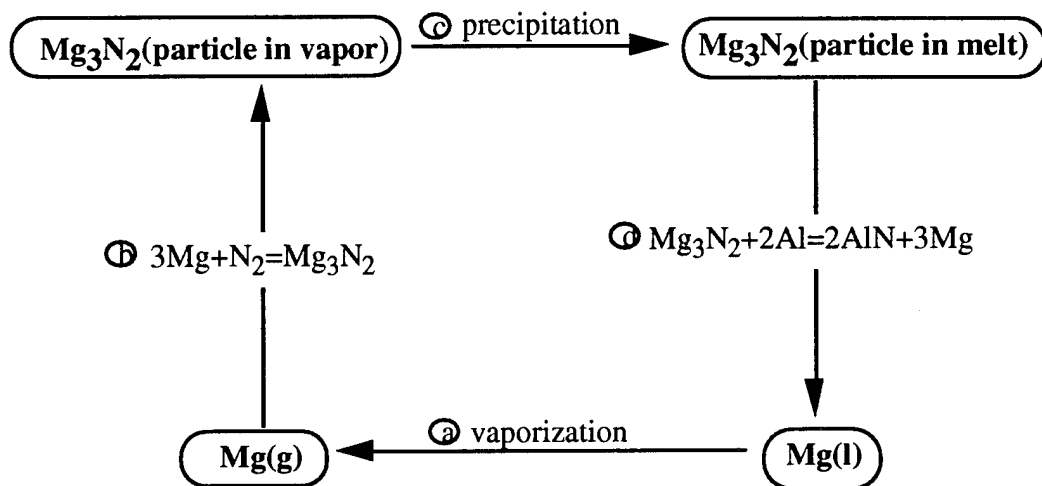 ⓒ precipitation
Mg₃N₂(particle in vapor)
Mg₃N₂(particle in melt)
ⓑ 3Mg+N₂=Mg₃N₂
ⓓ Mg₃N₂+2Al=2AlN+3Mg
ⓐ vaporization
Mg(g)
Mg(l)